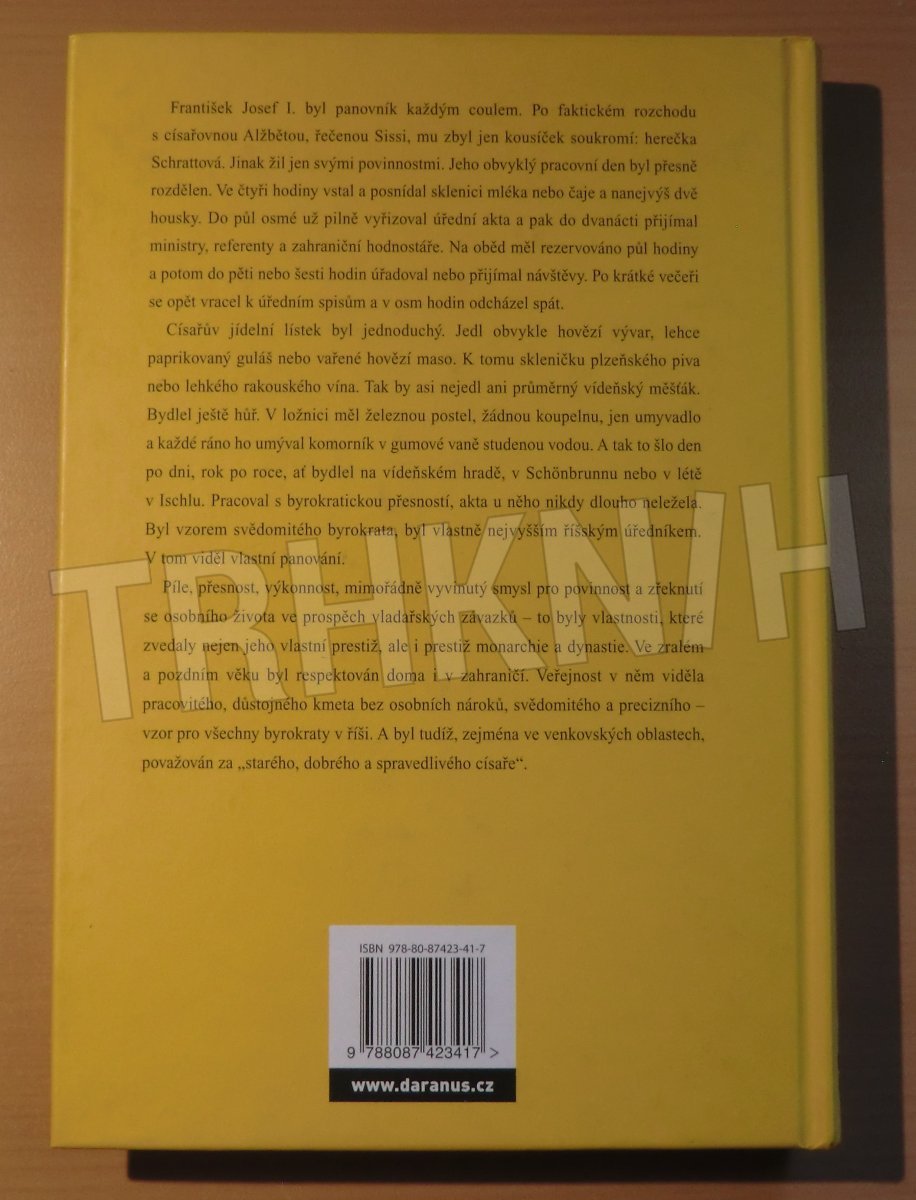 František Josef I. byl panovník každým coulem. Po faktickém rozchodu
s císařovnou Alžbětou, řečenou Sissi, mu zbyl jen kousíček soukromí: herečka
Schrattová. Jinak žil jen svými povinnostmi. Jeho obvyklý pracovní den byl přesně
rozdělen. Ve čtyři hodiny vstal a posnídal sklenici mléka nebo čaje a nanejvýš dvě
housky. Do půl osmé už pilně vyřizoval úřední akta a pak do dvanácti přijímal
ministry, referenty a zahraniční hodnostáře. Na oběd měl rezervováno půl hodiny
a potom do pěti nebo šesti hodin úřadoval nebo přijímal návštěvy. Po krátké večeři
se opět vracel k úředním spisům a v osm hodin odcházel spát.
Císařův jídelní lístek byl jednoduchý. Jedl obvykle hovězí vývar, lehce
paprikovaný guláš nebo vařené hovězí maso. K tomu skleničku plzeňského piva
nebo lehkého rakouského vína. Tak by asi nejedl ani průměrný vídeňský měšťák.
Bydlel ještě hůř. V ložnici měl železnou postel, žádnou koupelnu, jen umyvadlo
a každé ráno ho umýval komorník v gumové vaně studenou vodou. A tak to šlo den
po dni, rok po roce, ať bydlel na vídeňském hradě, v Schönbrunnu nebo v létě
v Ischlu. Pracoval s byrokratickou přesností, akta u něho nikdy dlouho neležela.
Byl vzorem svědomitého byrokrata, byl vlastně nejvyšším říšským úředníkem.
V tom viděl vlastní panování.
Píle, přesnost, výkonnost, mimořádně vyvinutý smysl pro povinnost a zřeknutí
se osobního života ve prospěch vladařských závazků – to byly vlastnosti, které
zvedaly nejen jeho vlastní prestiž, ale i prestiž monarchie a dynastie. Ve zralém
a pozdním věku byl respektován doma i v zahraničí. Veřejnost v něm viděla
pracovitého, důstojného kmeta bez osobních nároků, svědomitého a precizního –
vzor pro všechny byrokraty v říši. A byl tudíž, zejména ve venkovských oblastech,
považován za „starého, dobrého a spravedlivého císaře“.
TRHKNIH
ISBN 978-80-87423-41-7
9 788087 423417 >
www.daranus.cz